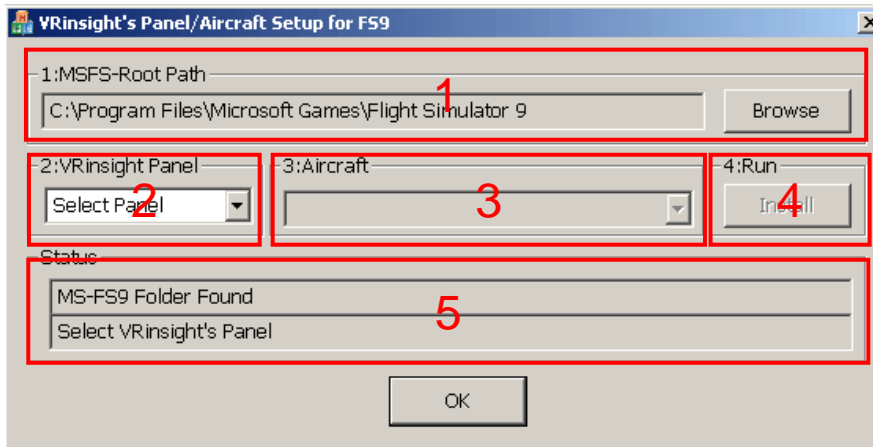 VRinsight's Panel/Aircraft Setup for FS9
1:MSFS-Root Path
1
C:\Program Files\Microsoft Games\Flight Simulator 9
Browse
2:VRinsight Panel
3:Aircraft
4:Run
Select Panel
2
3
Install
4
Status
MS-FS9 Folder Found
5
Select VRinsight's Panel
OK